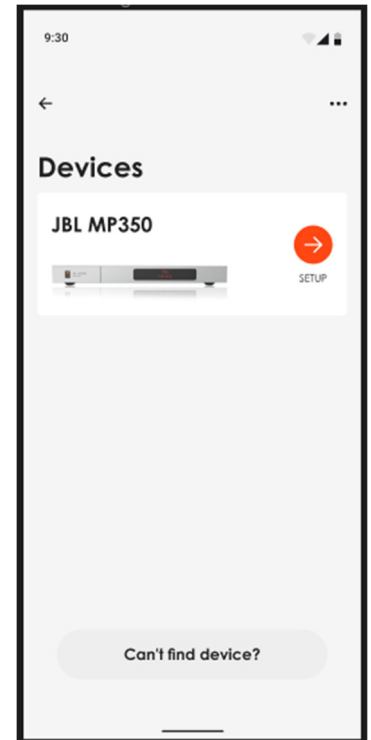 9:30
Devices
JBL MP350
SETUP
Can't find device?